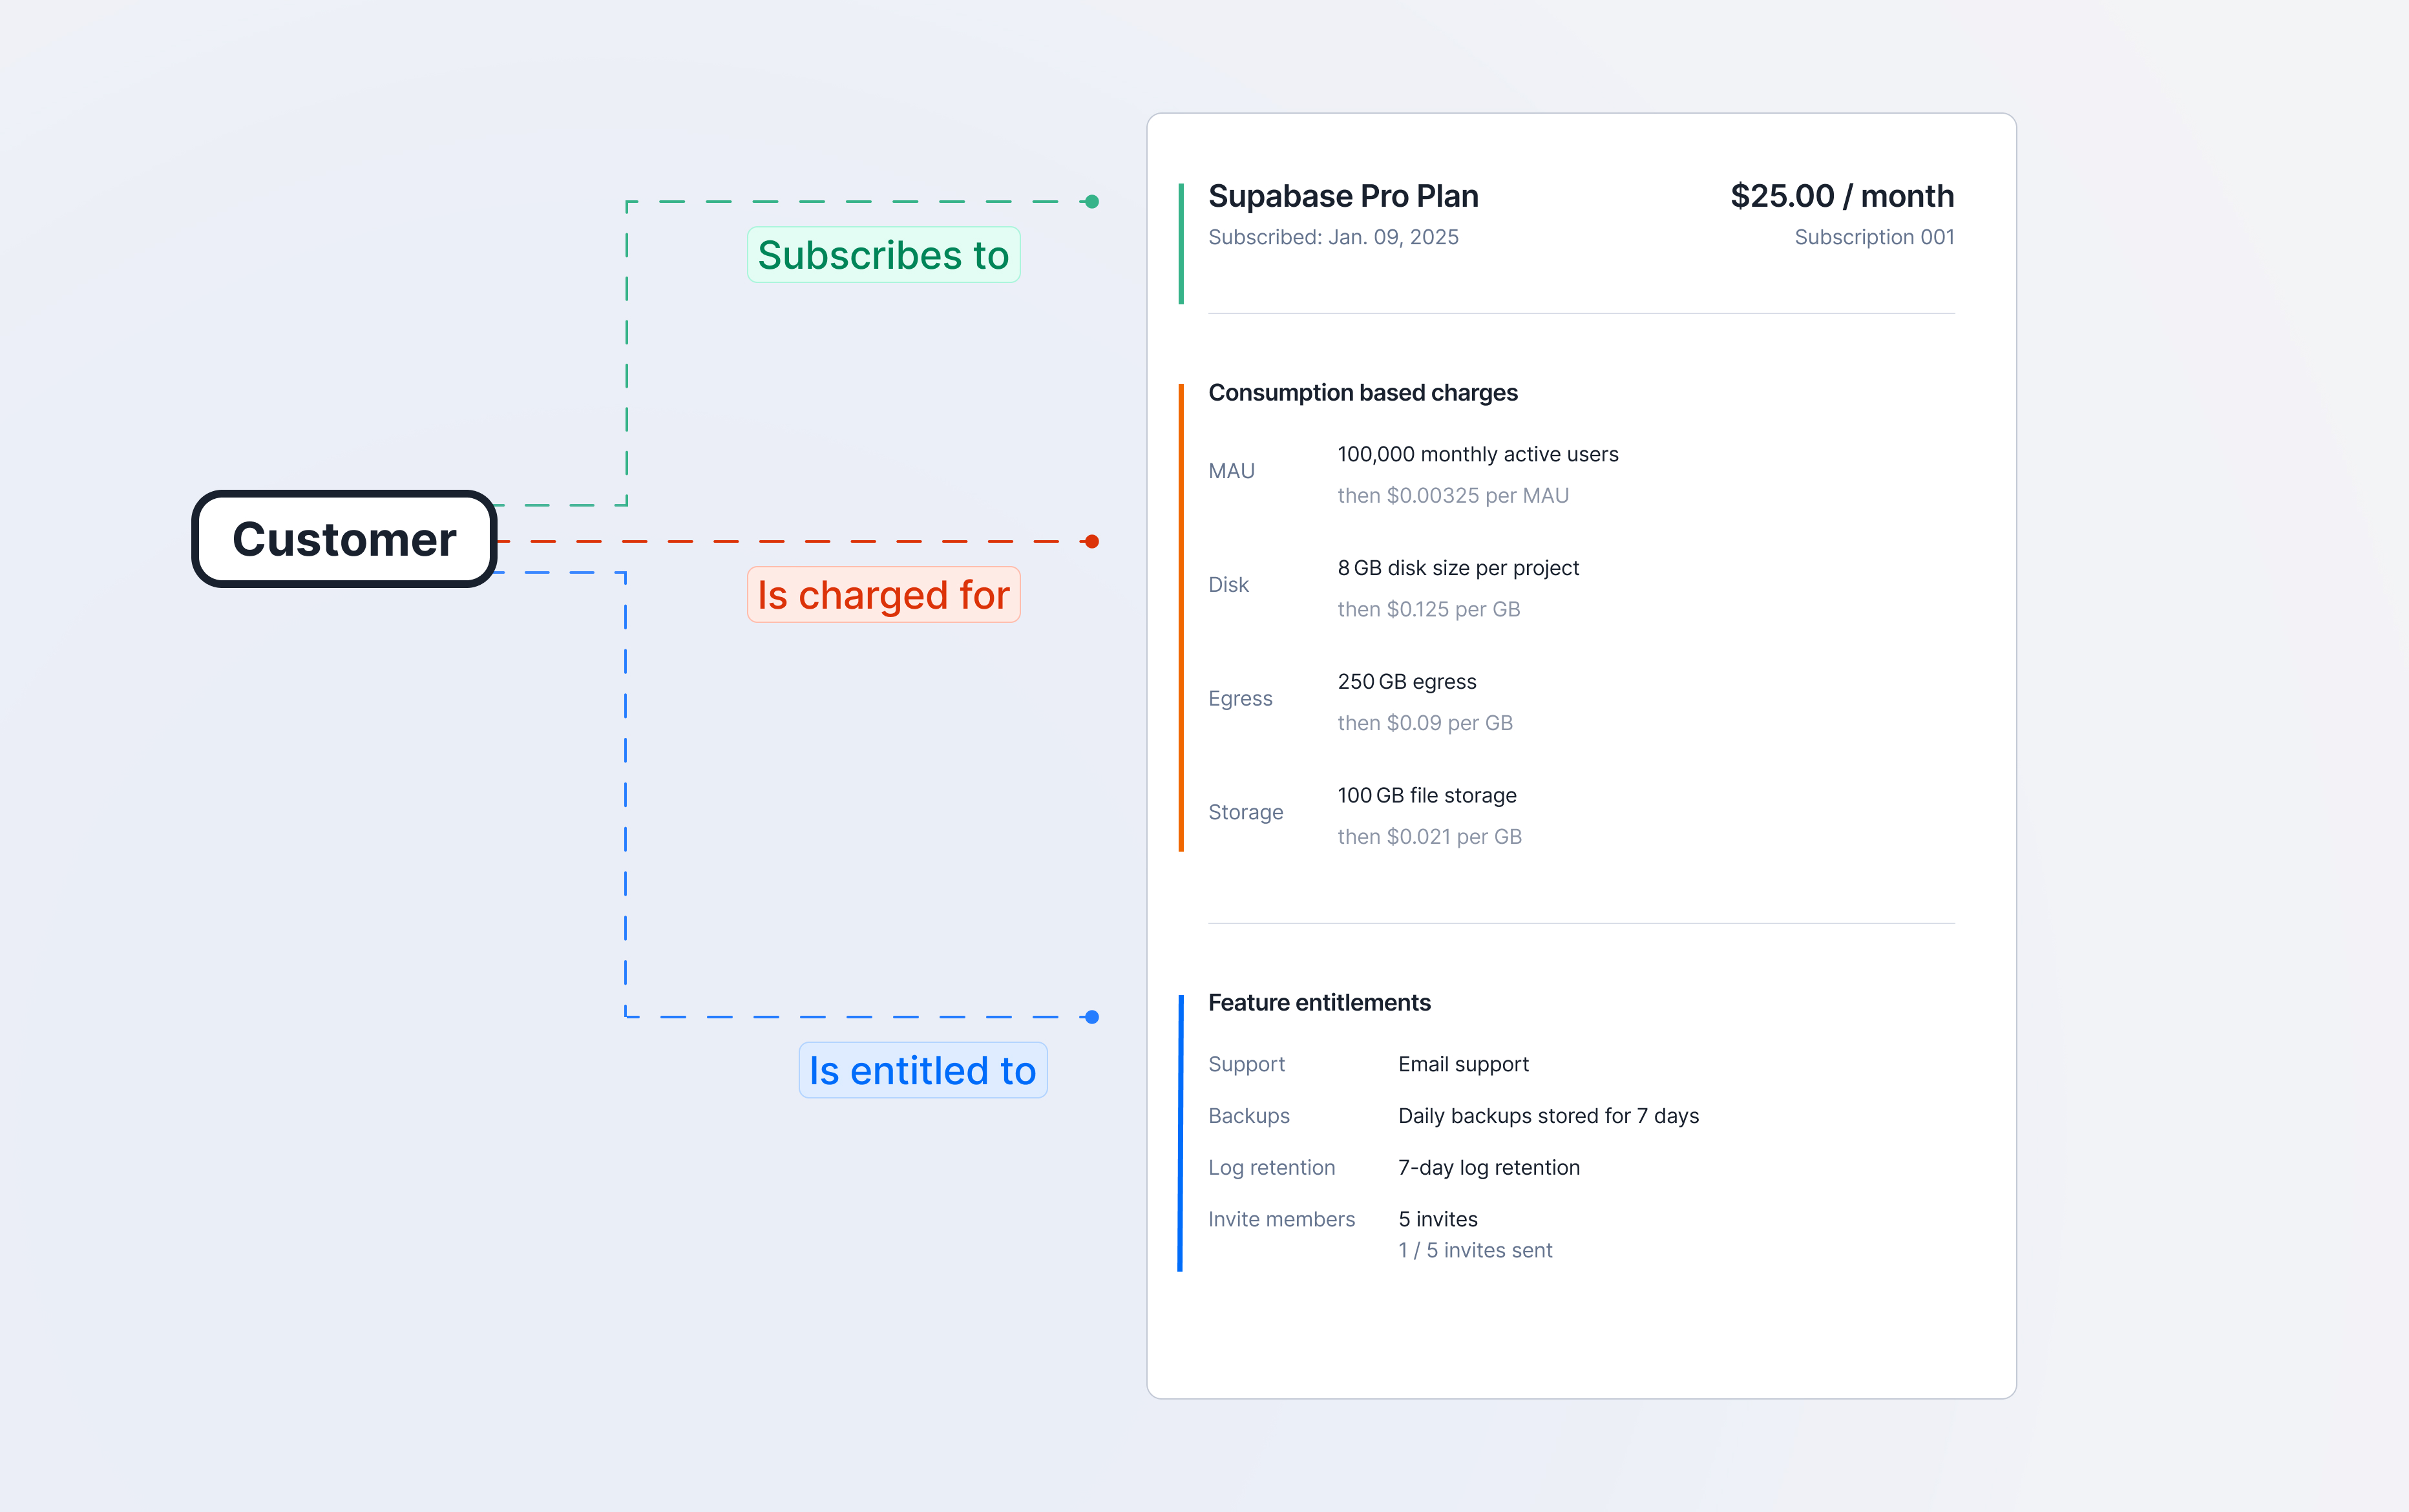 Customer
Subscribes to
Is charged for
Is entitled to
Supabase Pro Plan
$25.00 / month
Subscribed: Jan. 09, 2025
Subscription 001
Consumption based charges
MAU
100,000 monthly active users
then $0.00325 per MAU
Disk
8 GB disk size per project
then $0.125 per GB
Egress
250 GB egress
then $0.09 per GB
Storage
100 GB file storage
then $0.021 per GB
Feature entitlements
Support
Email support
Backups
Daily backups stored for 7 days
Log retention
7-day log retention
Invite members
5 invites
1 / 5 invites sent